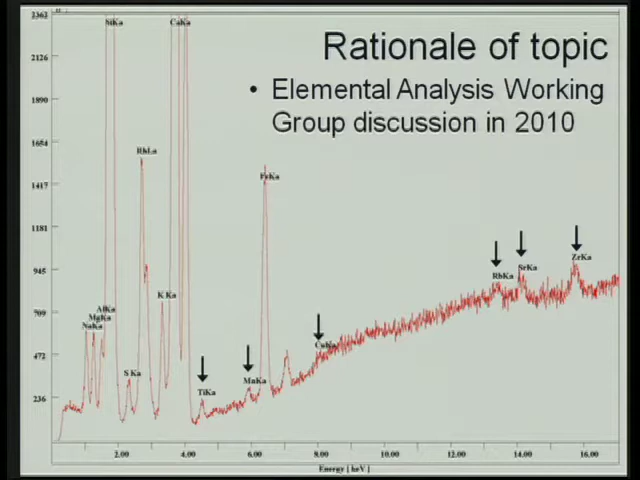 Rationale of topic
• Elemental Analysis Working
Group discussion in 2010
3363
2126
1890
1654
1417
1181
945
709
472
236
SiKa
CaKa
RhLa
FeKa
K Ka
AlKa
MgKa
NaKa
S Ka
TiKa
MnKa
CuKa
RbKa
SrKa
ZrKa
2.00 4.00 6.00 8.00 10.00 12.00 14.00 16.00
Energy [ keV ]